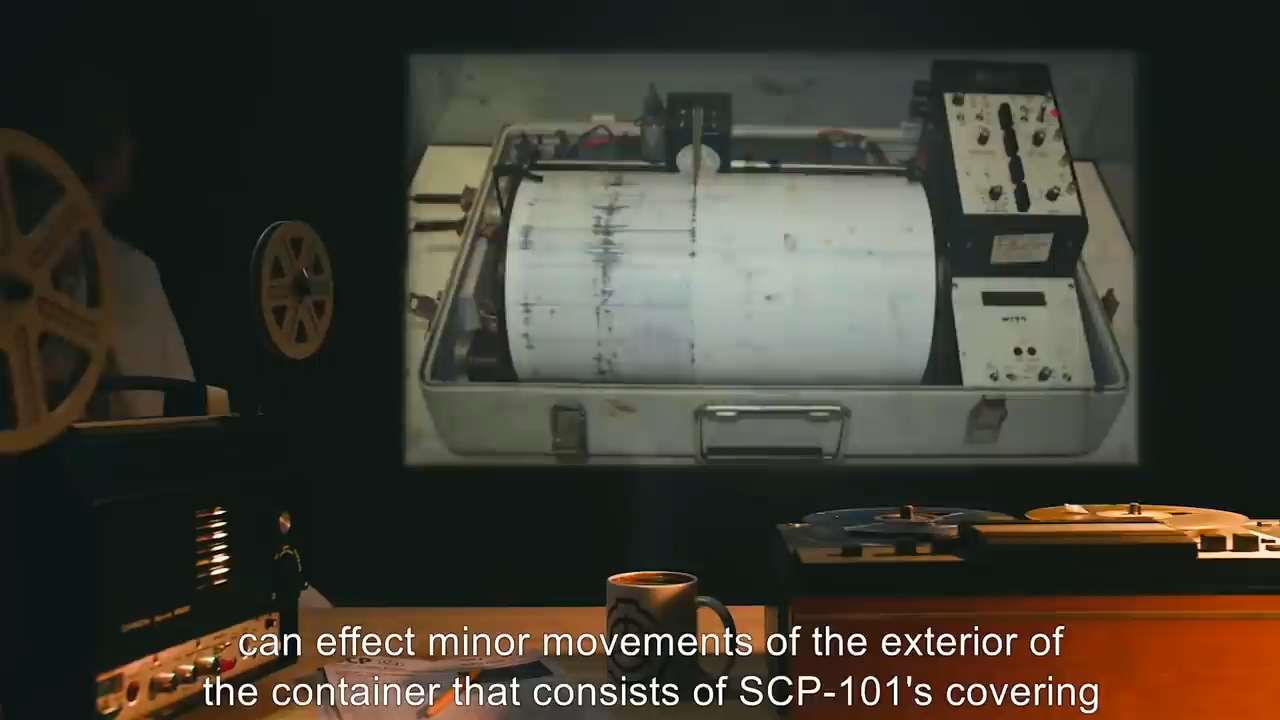 can effect minor movements of the exterior of
the container that consists of SCP-101's covering